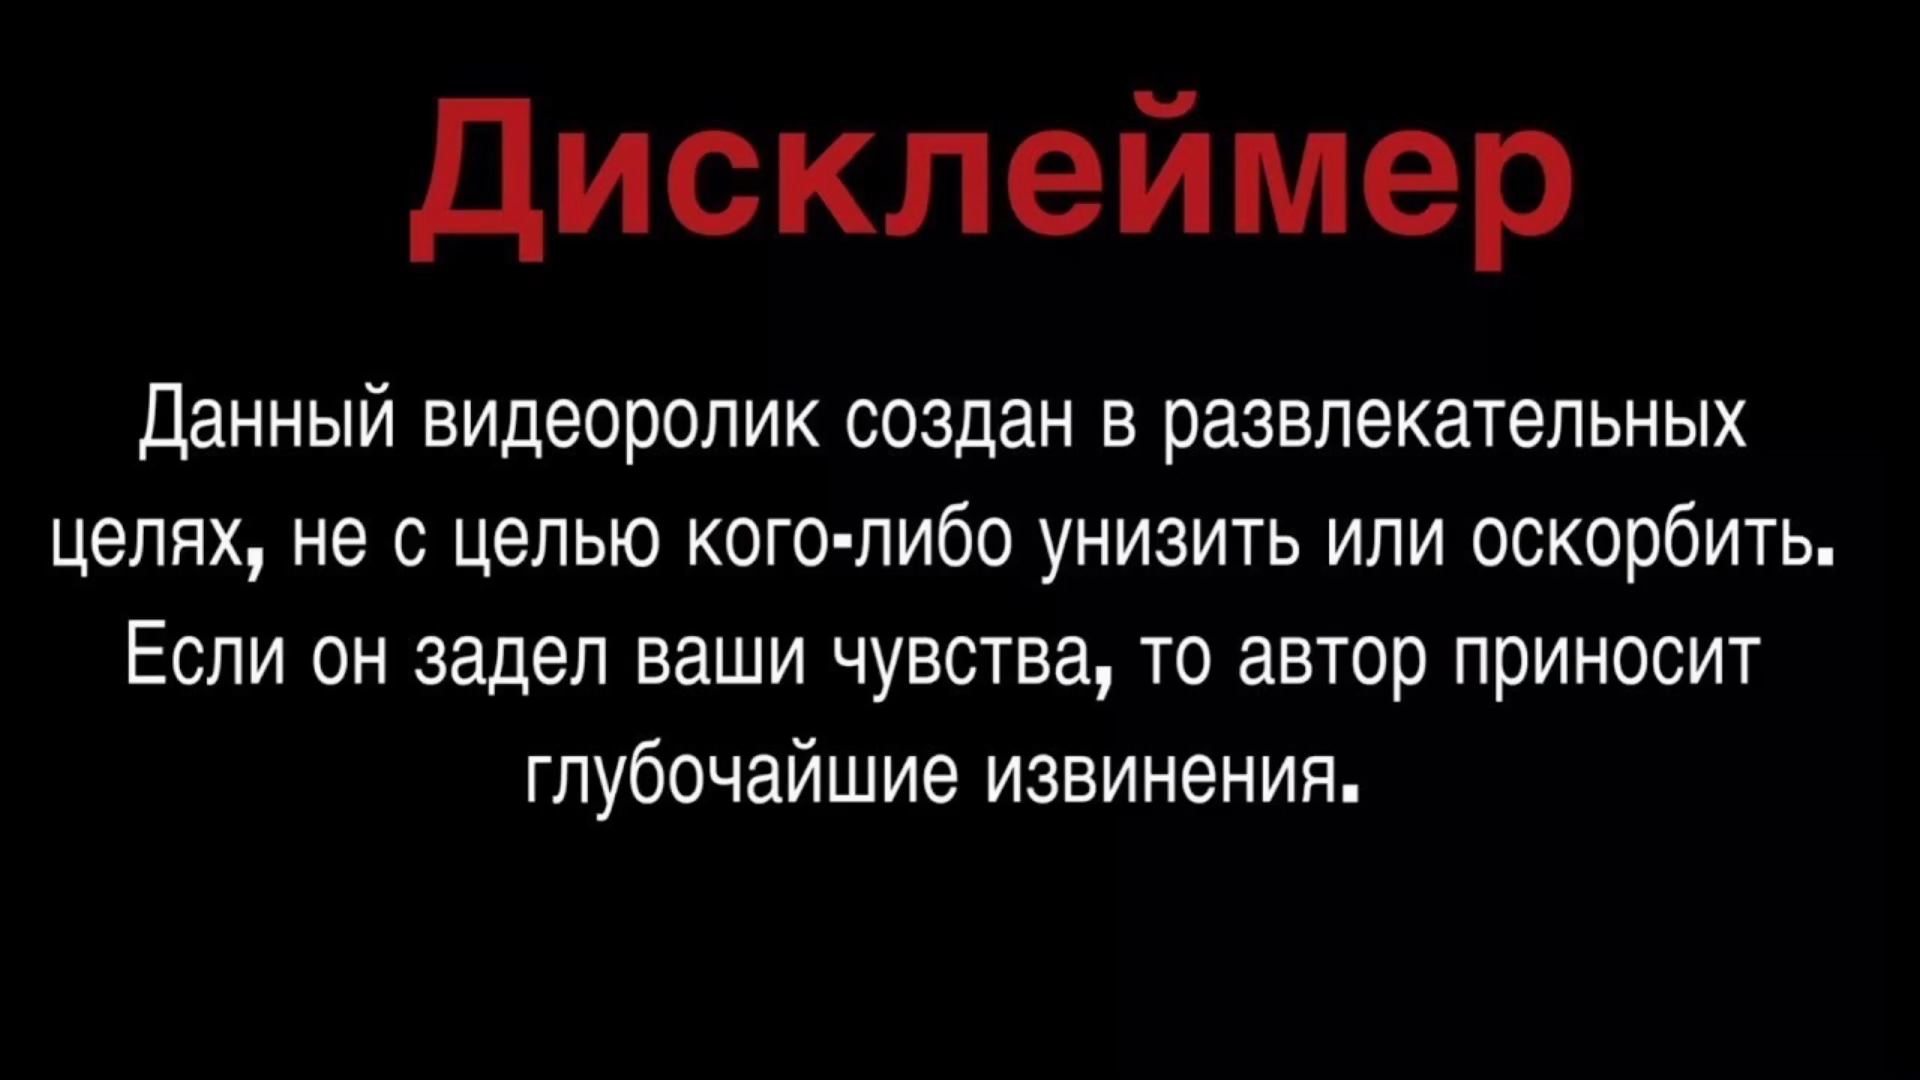 Дисклеймер
Данный видеоролик создан в развлекательных
целях, не с целью кого-либо унизить или оскорбить.
Если он задел ваши чувства, то автор приносит
глубочайшие извинения.